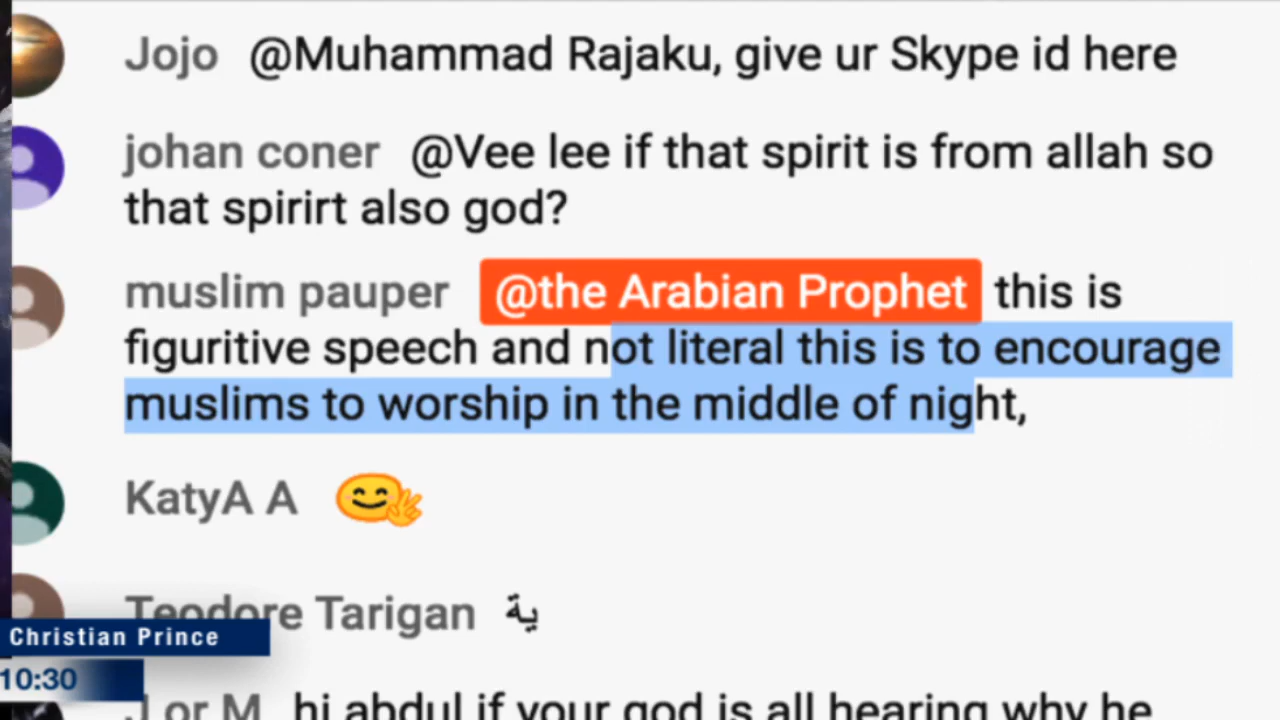 Jojo @Muhammad Rajaku, give ur Skype id here
johan coner @Vee lee if that spirit is from allah so
that spirirt also god?
muslim pauper @the Arabian Prophet this is
figuritive speech and not literal this is to encourage
muslims to worship in the middle of night,
KatyA A
Teodore Tarigan ية
Christian Prince
10:30
J or M hi abdul if your god is all hearing why he